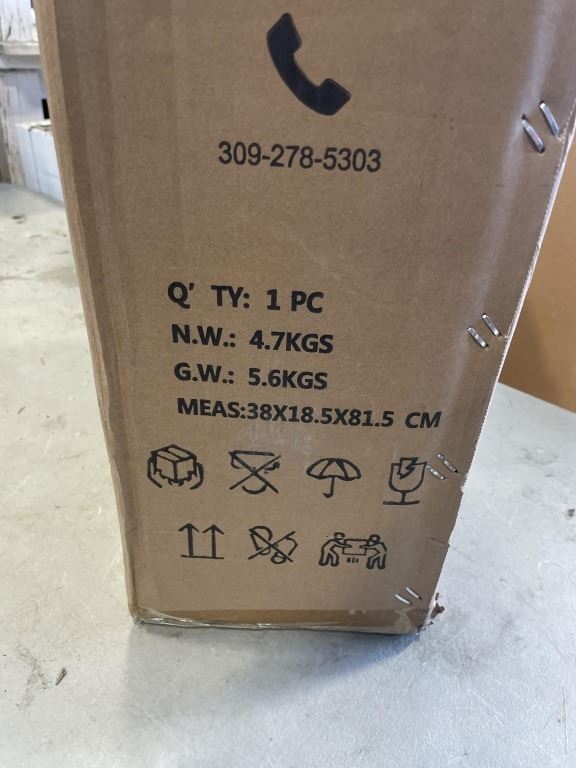 309-278-5303
Q' TY: 1 PC
N.W.: 4.7KGS
G.W.: 5.6KGS
MEAS:38X18.5X81.5 CM